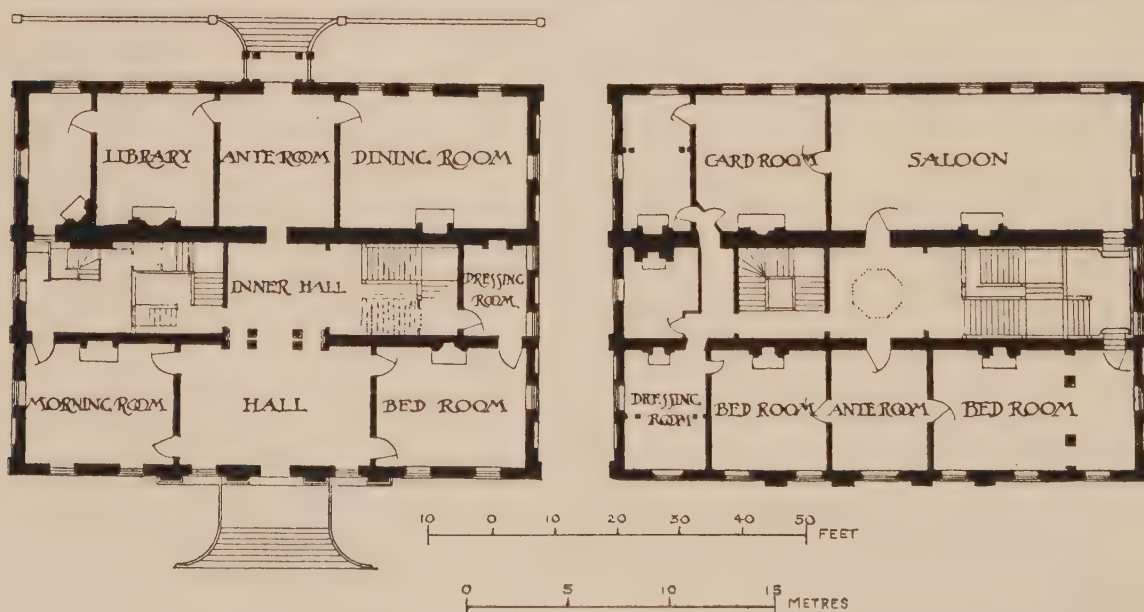 LIBRARY
ANTE ROOM
DINING ROOM
INNER HALL
DRESSING
ROOM
MORNING ROOM
HALL
BED ROOM
CARD ROOM
SALOON
DRESSING
ROOM
BED ROOM
ANTE ROOM
BED ROOM
10 0 10 20 30 40 50 FEET
0 5 10 15 METRES